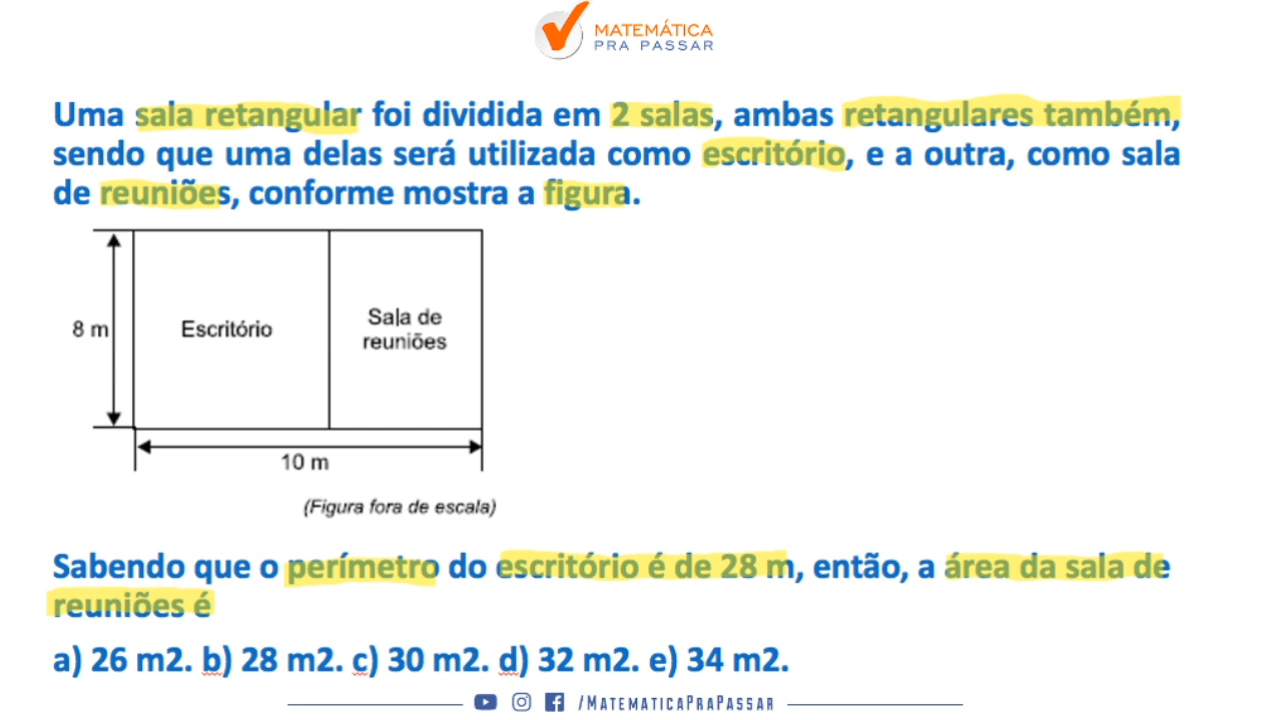 MATEMÁTICA
PRA PASSAR
Uma sala retangular foi dividida em 2 salas, ambas retangulares também,
sendo que uma delas será utilizada como escritório, e a outra, como sala
de reuniões, conforme mostra a figura.
8 m
Escritório
Sala de
reuniões
10 m
(Figura fora de escala)
Sabendo que o perímetro do escritório é de 28 m, então, a área da sala de
reuniões é
a) 26 m2. b) 28 m2. c) 30 m2. d) 32 m2. e) 34 m2.
/MATEMATICAPRAPASSAR